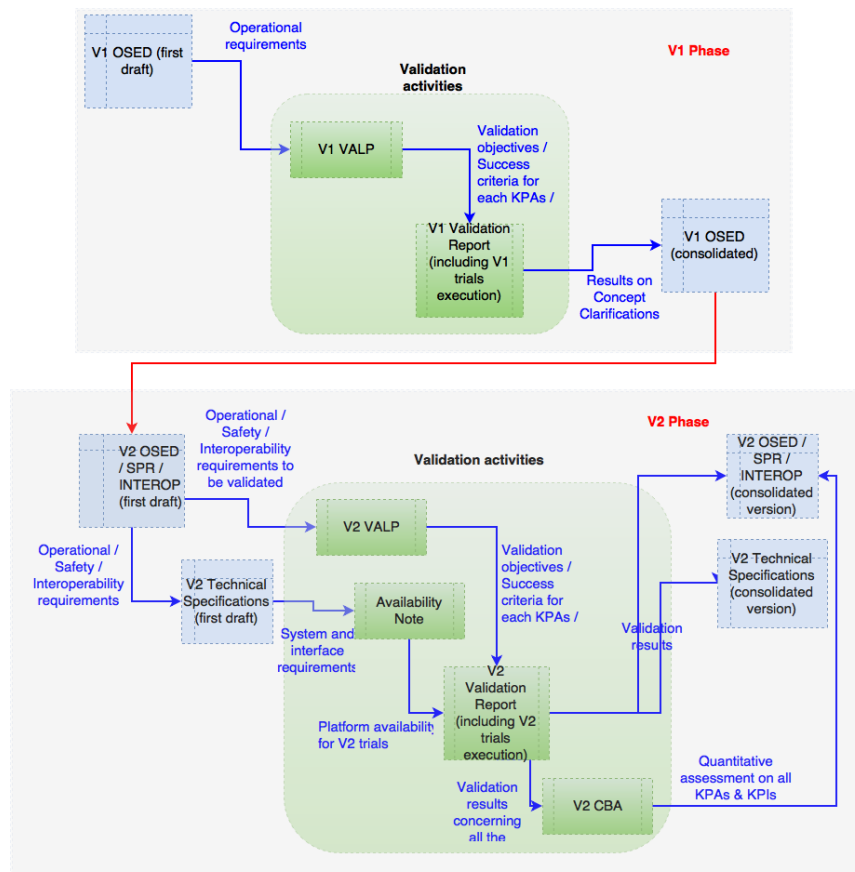 Operational
requirements
V1 OSED (first
draft)
V1 Phase
Validation
activities
V1 VALP
Validation
objectives /
Success
criteria for
each KPAs /
V1 Validation
Report
(including V1
trials
execution)
V1 OSED
(consolidated)
Results on
Concept
Clarifications
V2 Phase
Operational /
Safety /
Interoperability
requirements to
be validated
V2 OSED
/ SPR /
INTEROP
(first draft)
Validation activities
V2 OSED /
SPR /
INTEROP
(consolidated
version)
V2 VALP
Operational /
Safety /
Interoperability
requirements
Validation
objectives /
Success
criteria for
each KPAs /
V2 Technical
Specifications
(first draft)
Availability
Note
V2 Technical
Specifications
(consolidated
version)
System and
interface
requirements
Validation
results
V2
Validation
Report
(including V2
trials
execution)
Platform availability
for V2 trials
Quantitative
assessment on all
KPAs & KPIs
Validation
results
concerning
all the
V2 CBA